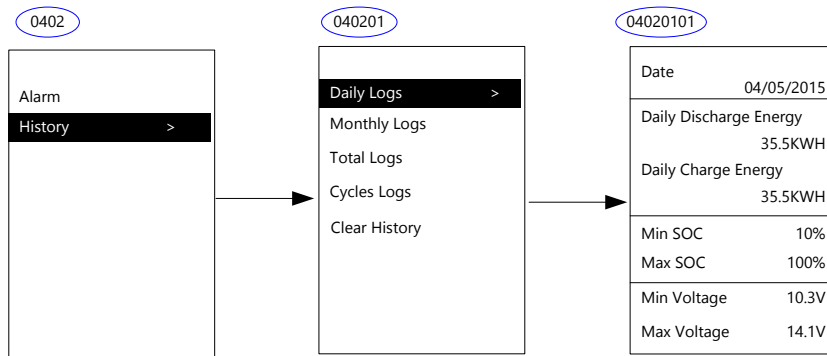 0402
Alarm
History >
040201
Daily Logs >
Monthly Logs
Total Logs
Cycles Logs
Clear History
04020101
Date
04/05/2015
Daily Discharge Energy
35.5KWH
Daily Charge Energy
35.5KWH
Min SOC 10%
Max SOC 100%
Min Voltage 10.3V
Max Voltage 14.1V